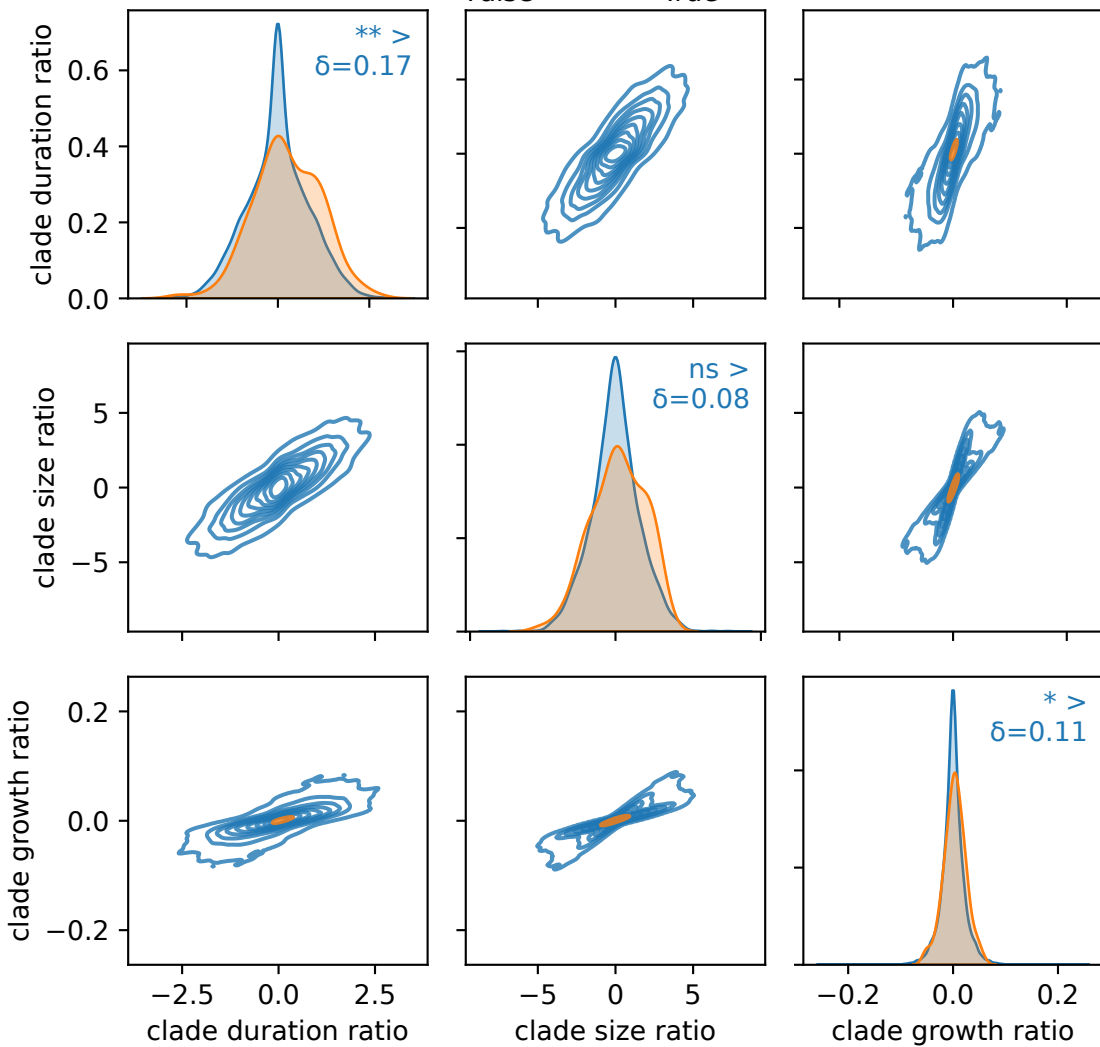 clade duration ratio
0.6
0.4
0.2
0.0
** >
δ=0.17
clade size ratio
5
0
−5
ns >
δ=0.08
clade growth ratio
0.2
0.0
−0.2
* >
δ=0.11
−2.5 0.0 2.5
−5 0 5
−0.2 0.0 0.2
clade duration ratio
clade size ratio
clade growth ratio